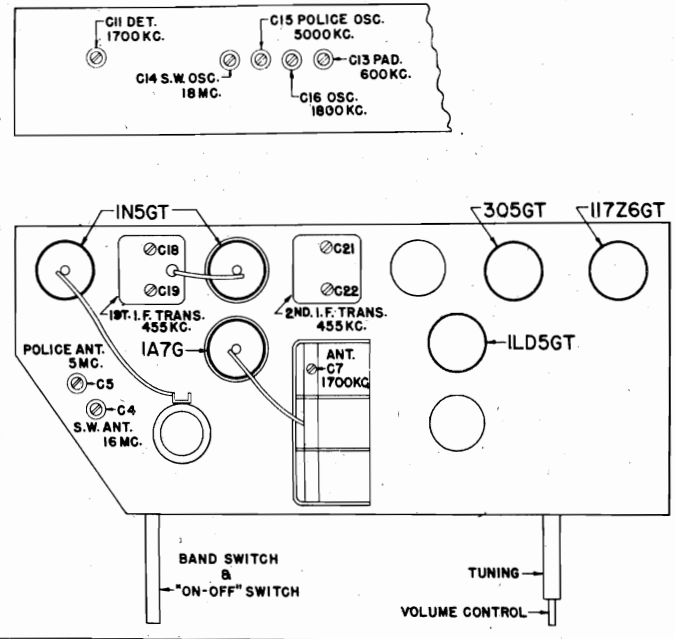 C11 DET.
1700 KC.
C15 POLICE OSC.
5000 KC.
C14 S.W. OSC.
18 MC.
C13 PAD.
600 KC.
C16 OSC.
1800 KC.
1N5GT
3Q5GT
117Z6GT
C18
C19
C21
C22
1ST. I.F. TRANS.
455 KC.
2ND. I.F. TRANS.
455 KC.
1A7G
1LD5GT
POLICE ANT.
5 MC.
C5
C4
S.W. ANT.
16 MC.
ANT.
C7
1700KC
BAND SWITCH
&
"ON-OFF" SWITCH
TUNING
VOLUME CONTROL